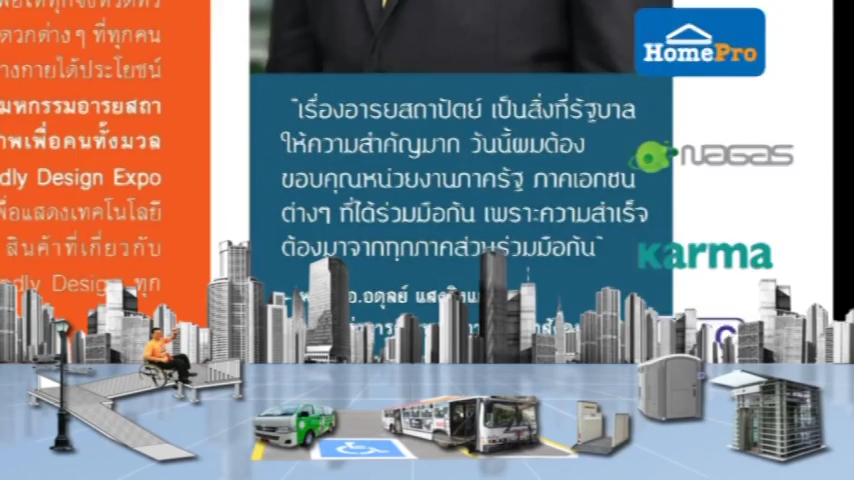 ดวกต่างๆ ที่ทุกคน
างกายได้ประโยชน์
มหกรรมอารยสถา
าพเพื่อคนทั้งมวล
dly Design Expo
พื่อแสดงเทคโนโลยี
สินค้าที่เกี่ยวกับ
ndly Design ทุก
"เรื่องอารยสถาปัตย์ เป็นสิ่งที่รัฐบาล
ให้ความสำคัญมาก วันนี้ผมต้อง
ขอบคุณหน่วยงานภาครัฐ ภาคเอกชน
ต่างๆ ที่ได้ร่วมมือกัน เพราะความสำเร็จ
ต้องมาจากทุกภาคส่วนร่วมมือกัน"
อ.อดุลย์
HomePro
NAGAS
Karma